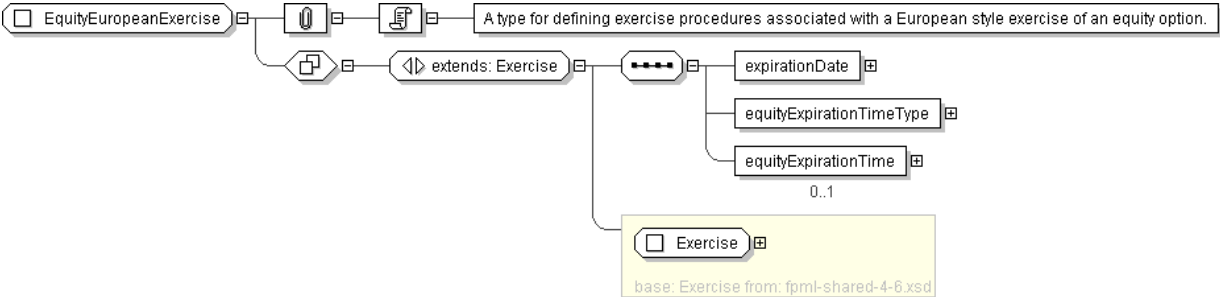 EquityEuropeanExercise
A type for defining exercise procedures associated with a European style exercise of an equity option.
extends: Exercise
expirationDate
equityExpirationTimeType
equityExpirationTime
0..1
Exercise
base: Exercise from: fpml-shared-4-6.xsd